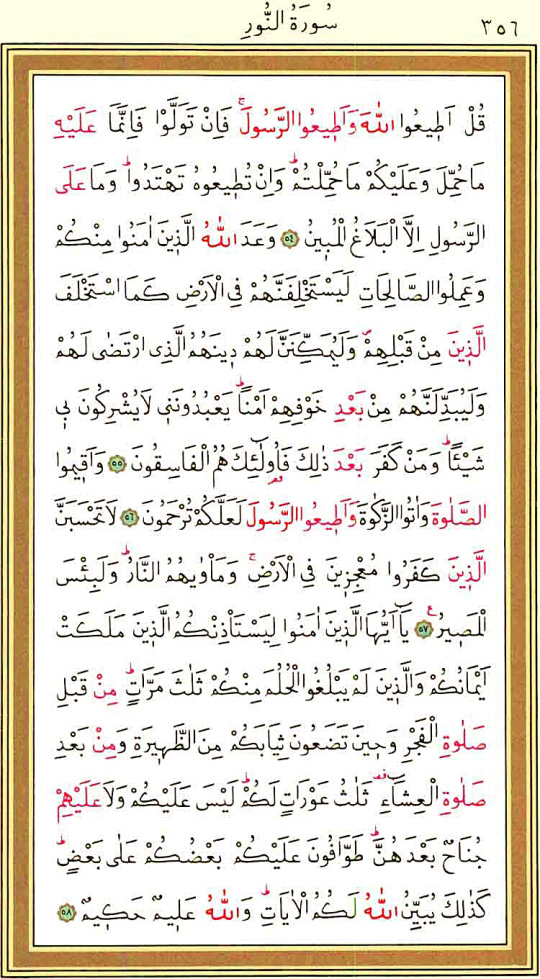 ٣٥٦ سُورَةُ النُّورِ
قُلْ اَطٖيعُوا اللّٰهَ وَاَطٖيعُوا الرَّسُولَۚ فَاِنْ تَوَلَّوْا فَاِنَّمَا عَلَيْهِ
مَا حُمِّلَ وَعَلَيْكُمْ مَا حُمِّلْتُمْؕ وَاِنْ تُطٖيعُوهُ تَهْتَدُواؕ وَمَا عَلَى
الرَّسُولِ اِلَّا الْبَلَاغُ الْمُبٖينُ ﴿٥٤﴾ وَعَدَ اللّٰهُ الَّذٖينَ اٰمَنُوا مِنْكُمْ
وَعَمِلُوا الصَّالِحَاتِ لَيَسْتَخْلِفَنَّهُمْ فِى الْاَرْضِ كَمَا اسْتَخْلَفَ
الَّذٖينَ مِنْ قَبْلِهِمْ وَلَيُمَكِّنَنَّ لَهُمْ دٖينَهُمُ الَّذِى ارْتَضٰى لَهُمْ
وَلَيُبَدِّلَنَّهُمْ مِنْ بَعْدِ خَوْفِهِمْ اَمْنًاؕ يَعْبُدُونَنٖى لَا يُشْرِكُونَ بٖى
شَيْـًٔاؕ وَمَنْ كَفَرَ بَعْدَ ذٰلِكَ فَاُولٰٓئِكَ هُمُ الْفَاسِقُونَ ﴿٥٥﴾ وَاَقٖيمُوا
الصَّلٰوةَ وَاٰتُوا الزَّكٰوةَ وَاَطٖيعُوا الرَّسُولَ لَعَلَّكُمْ تُرْحَمُونَ ﴿٥٦﴾ لَا تَحْسَبَنَّ
الَّذٖينَ كَفَرُوا مُعْجِزٖينَ فِى الْاَرْضِۚ وَمَاْوٰيهُمُ النَّارُؕ وَلَبِئْسَ
الْمَصٖيرُ ﴿٥٧﴾ يَٓا اَيُّهَا الَّذٖينَ اٰمَنُوا لِيَسْتَاْذِنْكُمُ الَّذٖينَ مَلَكَتْ
اَيْمَانُكُمْ وَالَّذٖينَ لَمْ يَبْلُغُوا الْحُلُمَ مِنْكُمْ ثَلٰثَ مَرَّاتٍؕ مِنْ قَبْلِ
صَلٰوةِ الْفَجْرِ وَحٖينَ تَضَعُونَ ثِيَابَكُمْ مِنَ الظَّهٖيرَةِ وَمِنْ بَعْدِ
صَلٰوةِ الْعِشَٓاءِ ثَلٰثُ عَوْرَاتٍ لَكُمْؕ لَيْسَ عَلَيْكُمْ وَلَا عَلَيْهِمْ
جُنَاحٌ بَعْدَهُنَّؕ طَوَّافُونَ عَلَيْكُمْ بَعْضُكُمْ عَلٰى بَعْضٍؕ
كَذٰلِكَ يُبَيِّنُ اللّٰهُ لَكُمُ الْاٰيَاتِؕ وَاللّٰهُ عَلٖيمٌ حَكٖيمٌ ﴿٥٨﴾